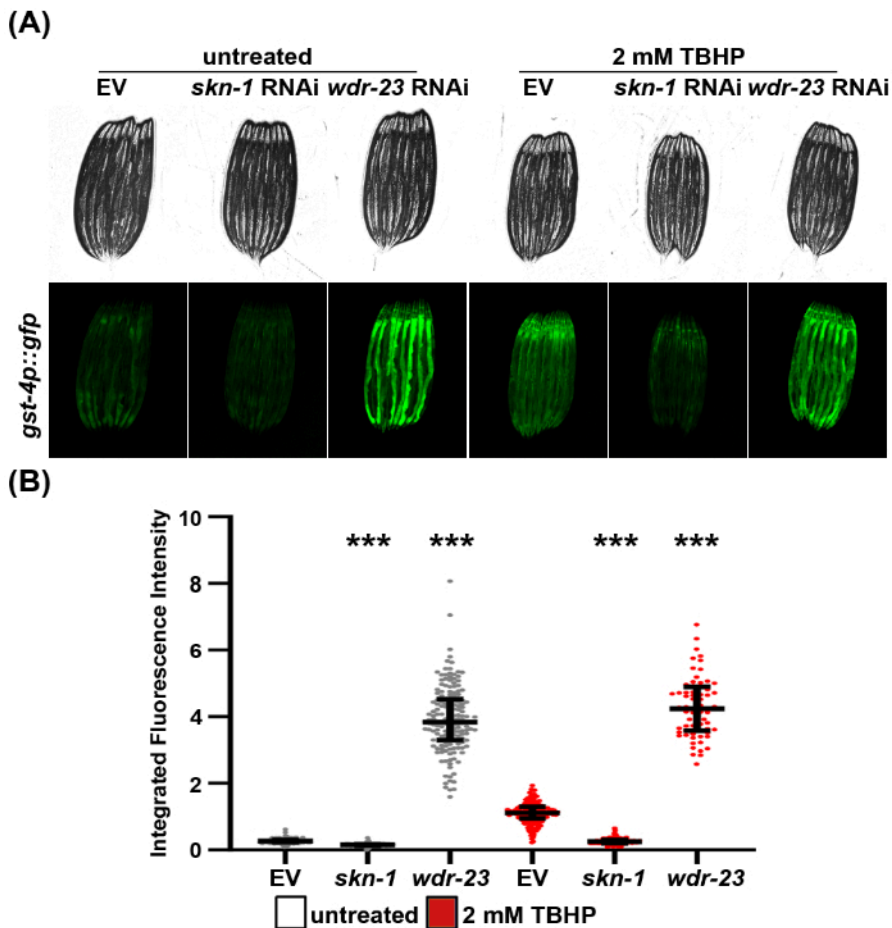 (A)
untreated 2 mM TBHP
EV skn-1 RNAi wdr-23 RNAi EV skn-1 RNAi wdr-23 RNAi
gst-4p::gfp
(B)
Integrated Fluorescence Intensity
10
8
6
4
2
0
*** *** *** ***
EV skn-1 wdr-23 EV skn-1 wdr-23
untreated 2 mM TBHP